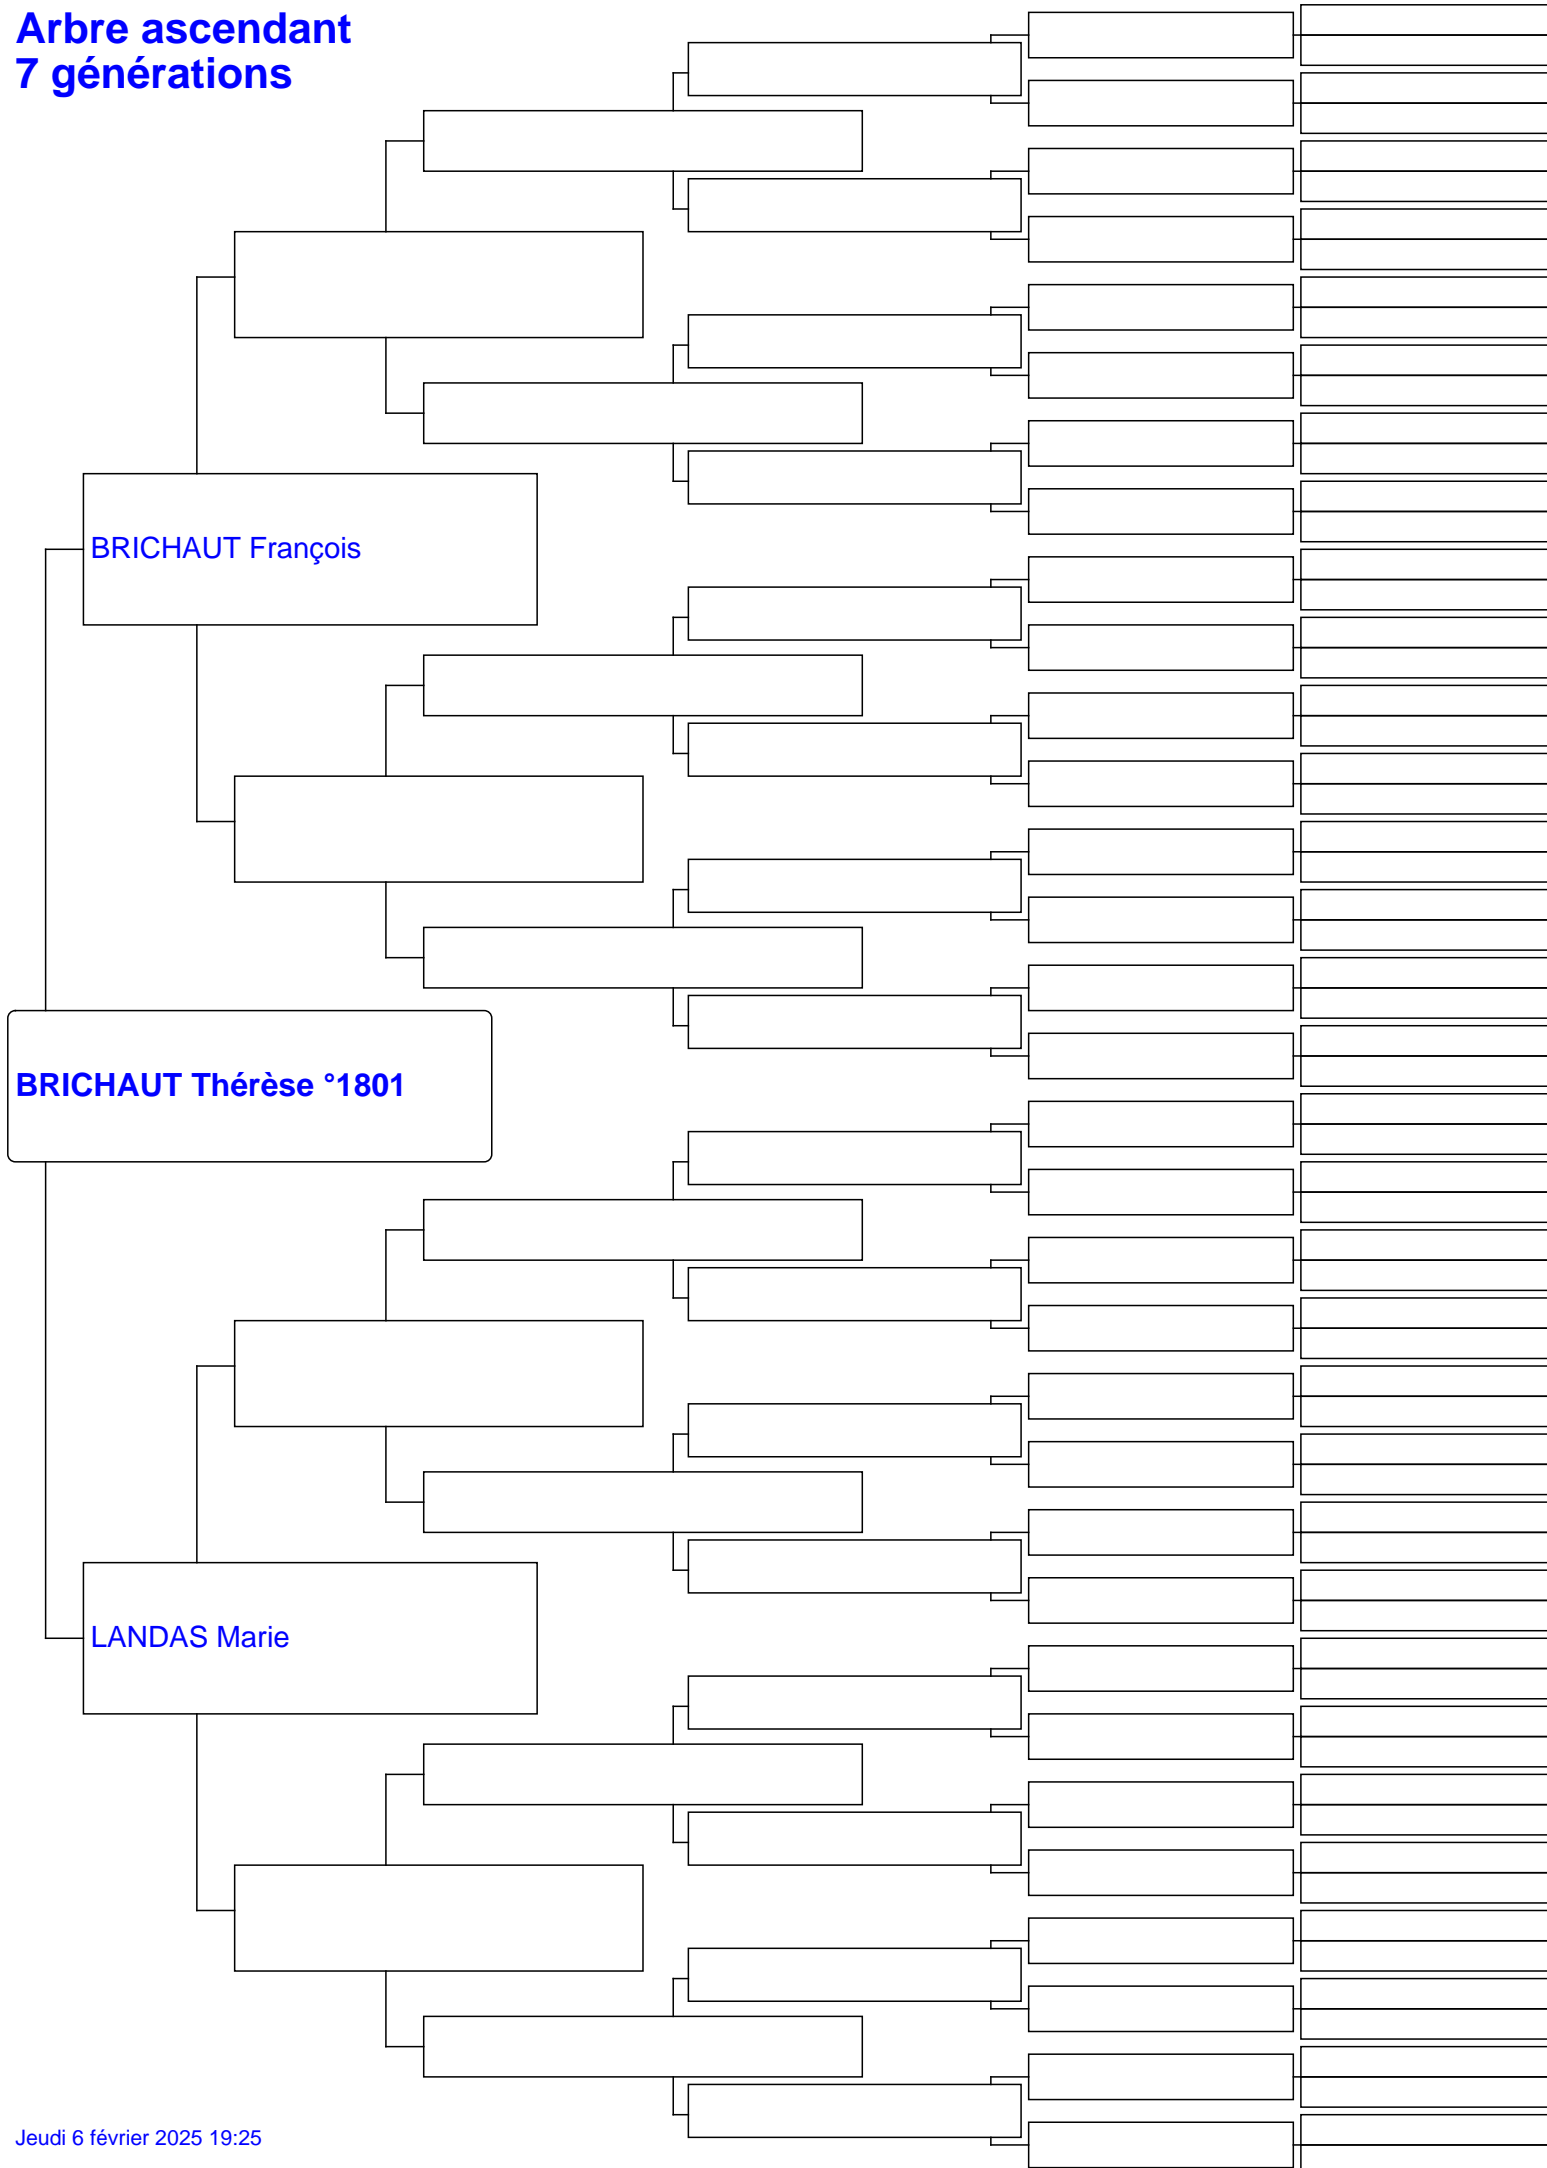 Arbre ascendant
7 générations
BRICHAUT François
BRICHAUT Thérèse °1801
LANDAS Marie
Jeudi 6 février 2025 19:25